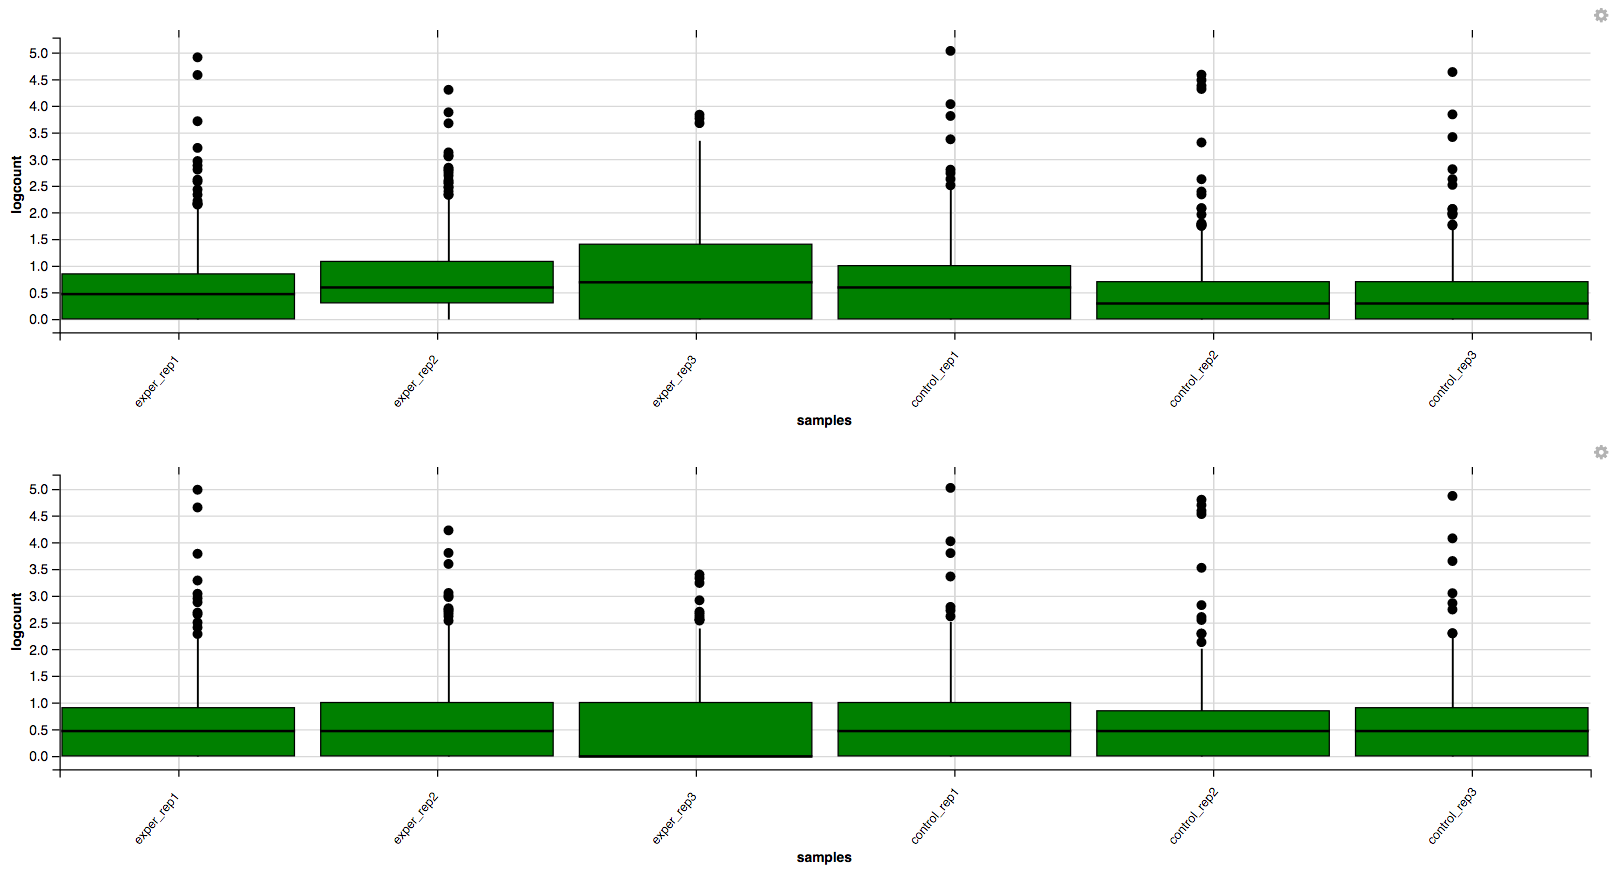 5.0
4.5
4.0
3.5
3.0
2.5
2.0
1.5
1.0
0.5
0.0
logcount
exper_rep1
exper_rep2
exper_rep3
control_rep1
control_rep2
control_rep3
samples
5.0
4.5
4.0
3.5
3.0
2.5
2.0
1.5
1.0
0.5
0.0
logcount
exper_rep1
exper_rep2
exper_rep3
control_rep1
control_rep2
control_rep3
samples